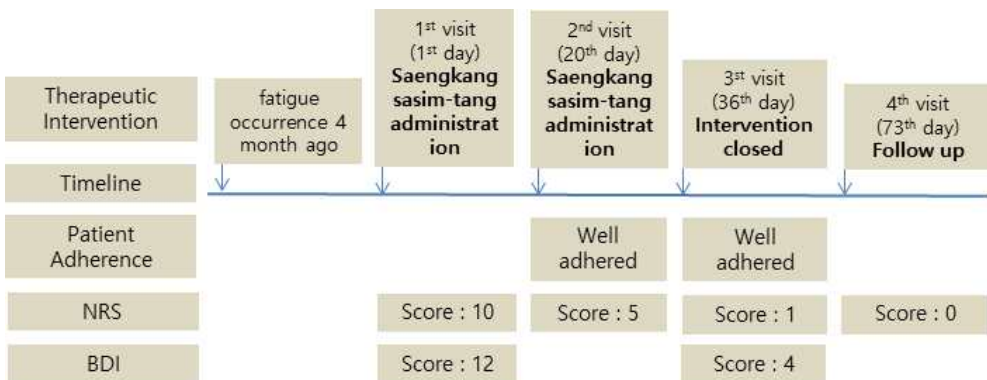 Therapeutic
Intervention
fatigue
occurrence 4
month ago
1st visit
(1st day)
Saengkang
sasim-tang
administrat
ion
2nd visit
(20th day)
Saengkang
sasim-tang
administrat
ion
3st visit
(36th day)
Intervention
closed
4th visit
(73th day)
Follow up
Timeline
Patient
Adherence
Well
adhered
Well
adhered
NRS
Score : 10
Score : 5
Score : 1
Score : 0
BDI
Score : 12
Score : 4